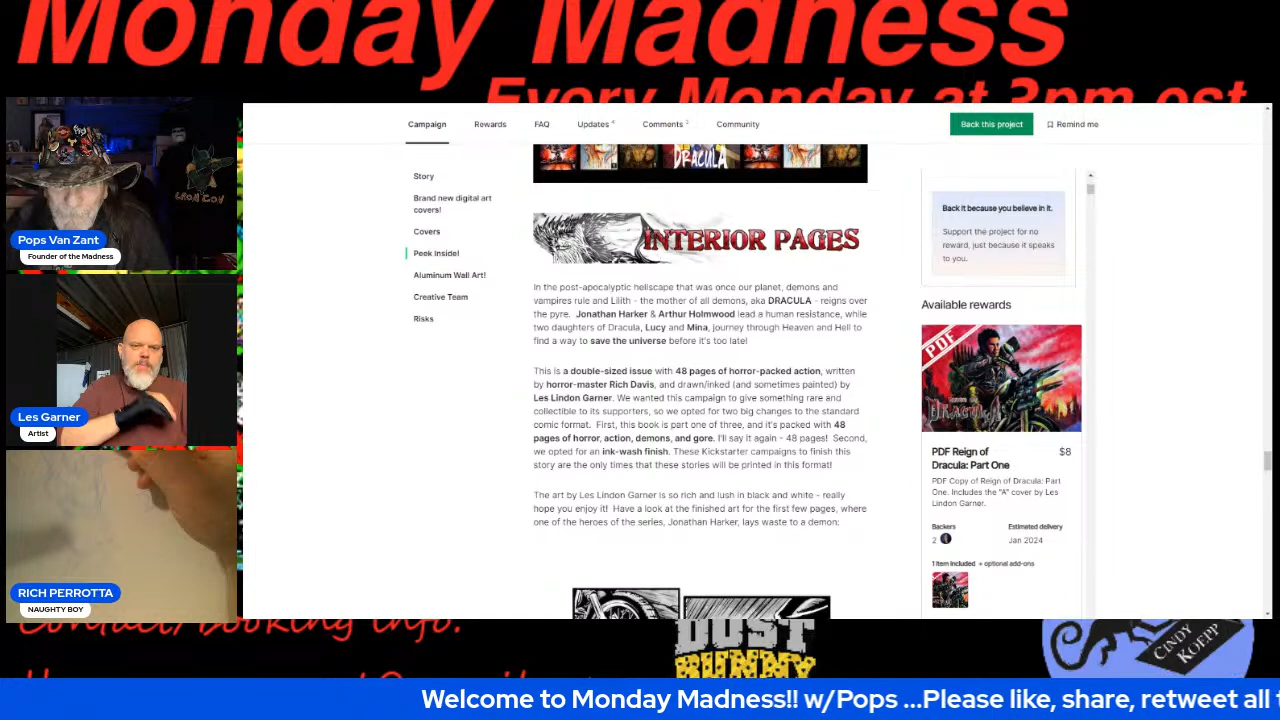 Monday Madness
Every Monday at 3pm est
Campaign Rewards FAQ Updates 4 Comments 2 Community
Back this project Remind me
Story
Brand new digital art
covers!
Covers
Peek Inside!
Aluminum Wall Art!
Creative Team
Risks
DRACULA
INTERIOR PAGES
In the post-apocalyptic hellscape that was once our planet, demons and
vampires rule and Lilith - the mother of all demons, aka DRACULA - reigns over
the pyre. Jonathan Harker & Arthur Holmwood lead a human resistance, while
two daughters of Dracula, Lucy and Mina, journey through Heaven and Hell to
find a way to save the universe before it's too late!
This is a double-sized issue with 48 pages of horror-packed action, written
by horror-master Rich Davis, and drawn/inked (and sometimes painted) by
Les Lindon Garner. We wanted this campaign to give something rare and
collectible to its supporters, so we opted for two big changes to the standard
comic format. First, this book is part one of three, and it's packed with 48
pages of horror, action, demons, and gore. I'll say it again - 48 pages! Second,
we opted for an ink-wash finish. These Kickstarter campaigns to finish this
story are the only times that these stories will be printed in this format!
The art by Les Lindon Garner is so rich and lush in black and white - really
hope you enjoy it! Have a look at the finished art for the first few pages, where
one of the heroes of the series, Jonathan Harker, lays waste to a demon:
Back it because you believe in it.
Support the project for no
reward, just because it speaks
to you.
Available rewards
PDF
DRACULA
PDF Reign of
Dracula: Part One
$8
PDF Copy of Reign of Dracula: Part
One. Includes the "A" cover by Les
Lindon Garner.
Backers
2
Estimated delivery
Jan 2024
1 item included + optional add-ons
Pops Van Zant
Founder of the Madness
Les Garner
Artist
RICH PERROTTA
NAUGHTY BOY
Contact/Booking info:
DUST
BUNNY
CINDY
KOEPP
Welcome to Monday Madness!! w/Pops ...Please like, share, retweet all